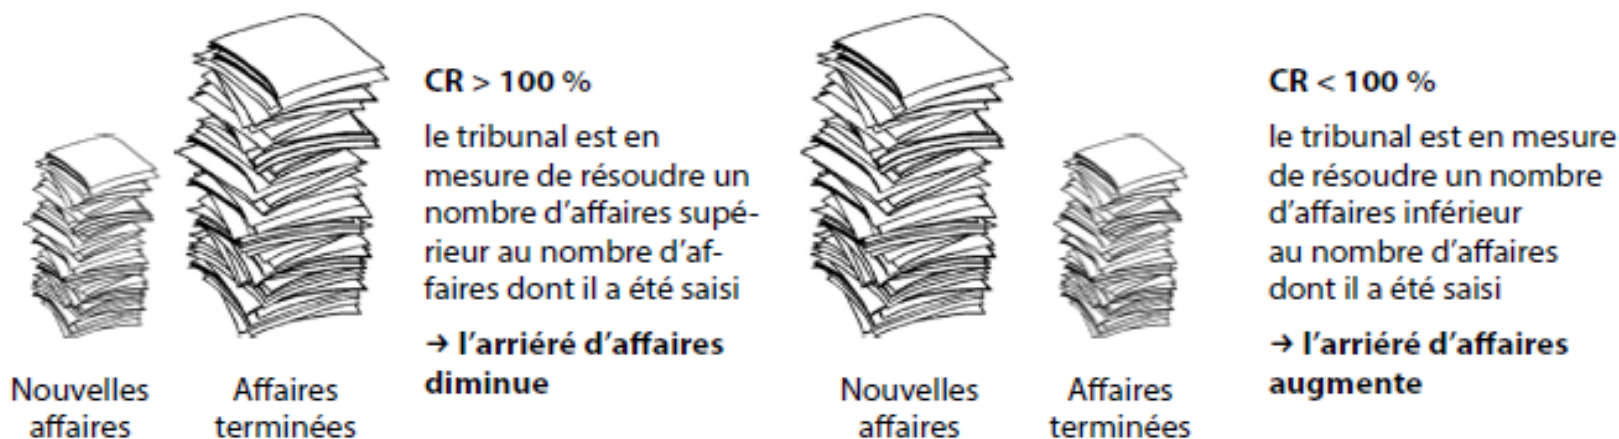 CR > 100 %
le tribunal est en
mesure de résoudre un
nombre d'affaires supé-
rieur au nombre d'af-
faires dont il a été saisi
→ l'arriéré d'affaires
diminue
Nouvelles
affaires
Affaires
terminées
CR < 100 %
le tribunal est en mesure
de résoudre un nombre
d'affaires inférieur
au nombre d'affaires
dont il a été saisi
→ l'arriéré d'affaires
augmente
Nouvelles
affaires
Affaires
terminées